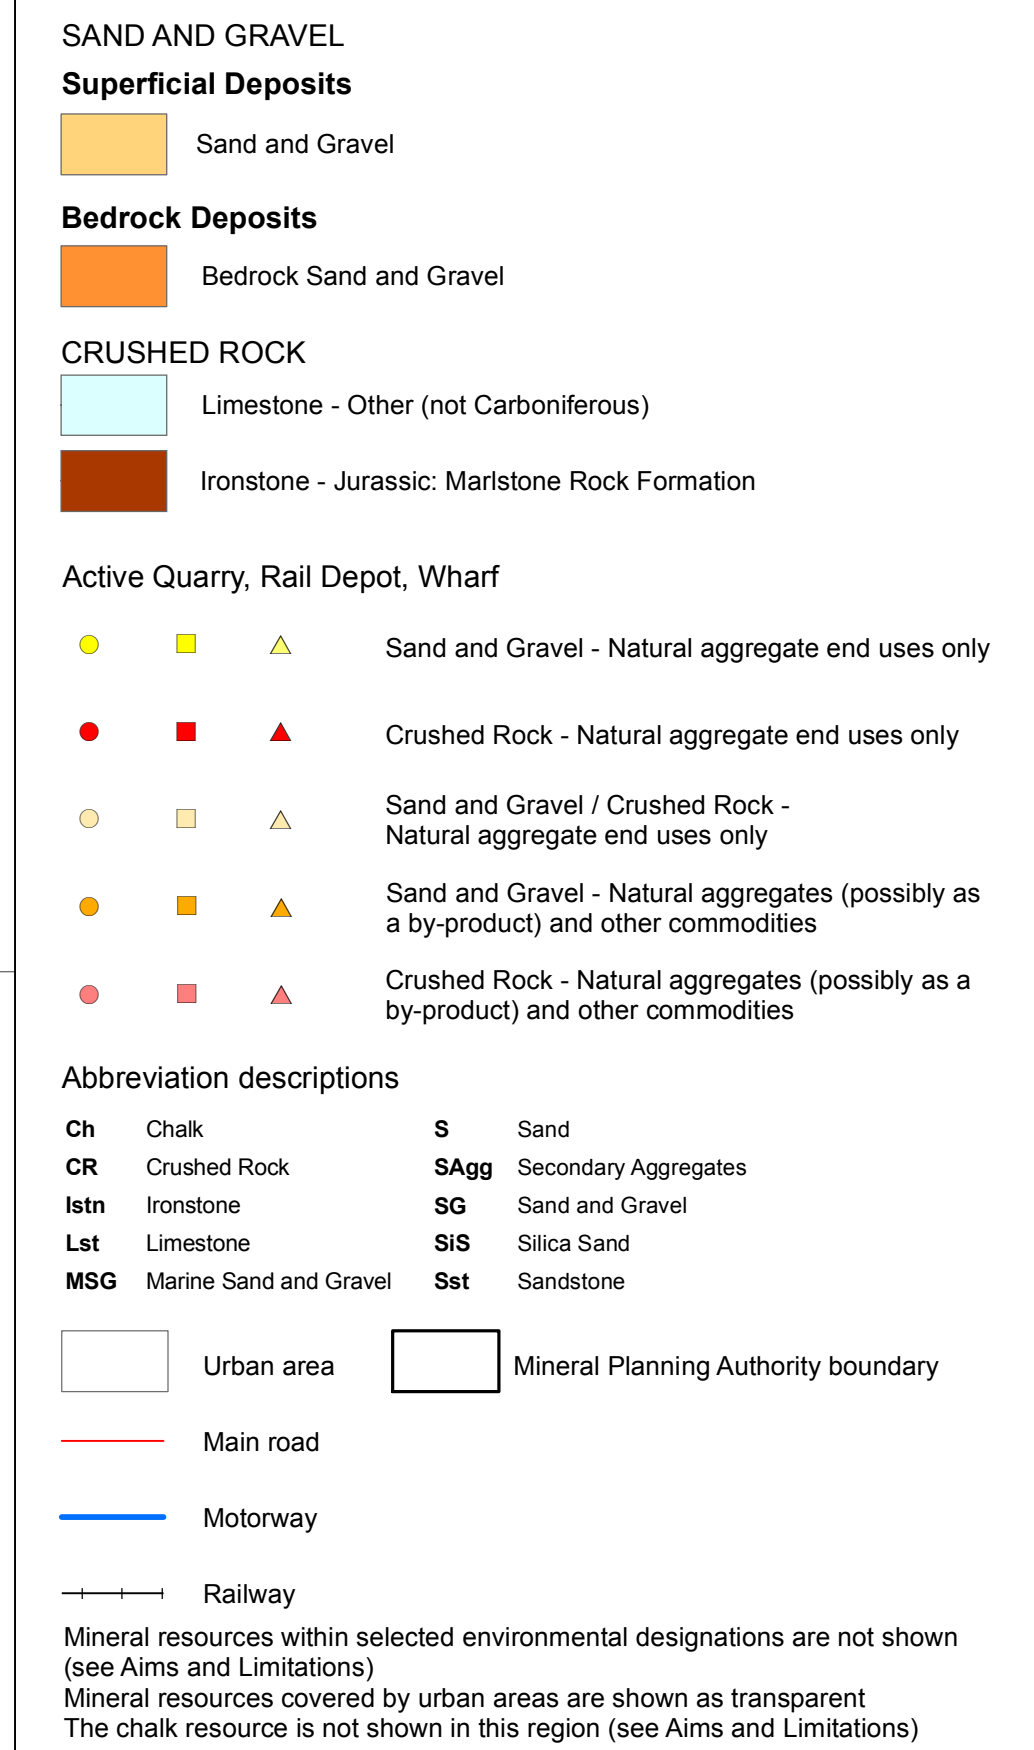 SAND AND GRAVEL
Superficial Deposits
Sand and Gravel
Bedrock Deposits
Bedrock Sand and Gravel
CRUSHED ROCK
Limestone - Other (not Carboniferous)
Ironstone - Jurassic: Marlstone Rock Formation
Active Quarry, Rail Depot, Wharf
Sand and Gravel - Natural aggregate end uses only
Crushed Rock - Natural aggregate end uses only
Sand and Gravel / Crushed Rock -
Natural aggregate end uses only
Sand and Gravel - Natural aggregates (possibly as
a by-product) and other commodities
Crushed Rock - Natural aggregates (possibly as a
by-product) and other commodities
Abbreviation descriptions
Ch Chalk S Sand
CR Crushed Rock SAgg Secondary Aggregates
Istn Ironstone SG Sand and Gravel
Lst Limestone SiS Silica Sand
MSG Marine Sand and Gravel Sst Sandstone
Urban area Mineral Planning Authority boundary
Main road
Motorway
Railway
Mineral resources within selected environmental designations are not shown
(see Aims and Limitations)
Mineral resources covered by urban areas are shown as transparent
The chalk resource is not shown in this region (see Aims and Limitations)